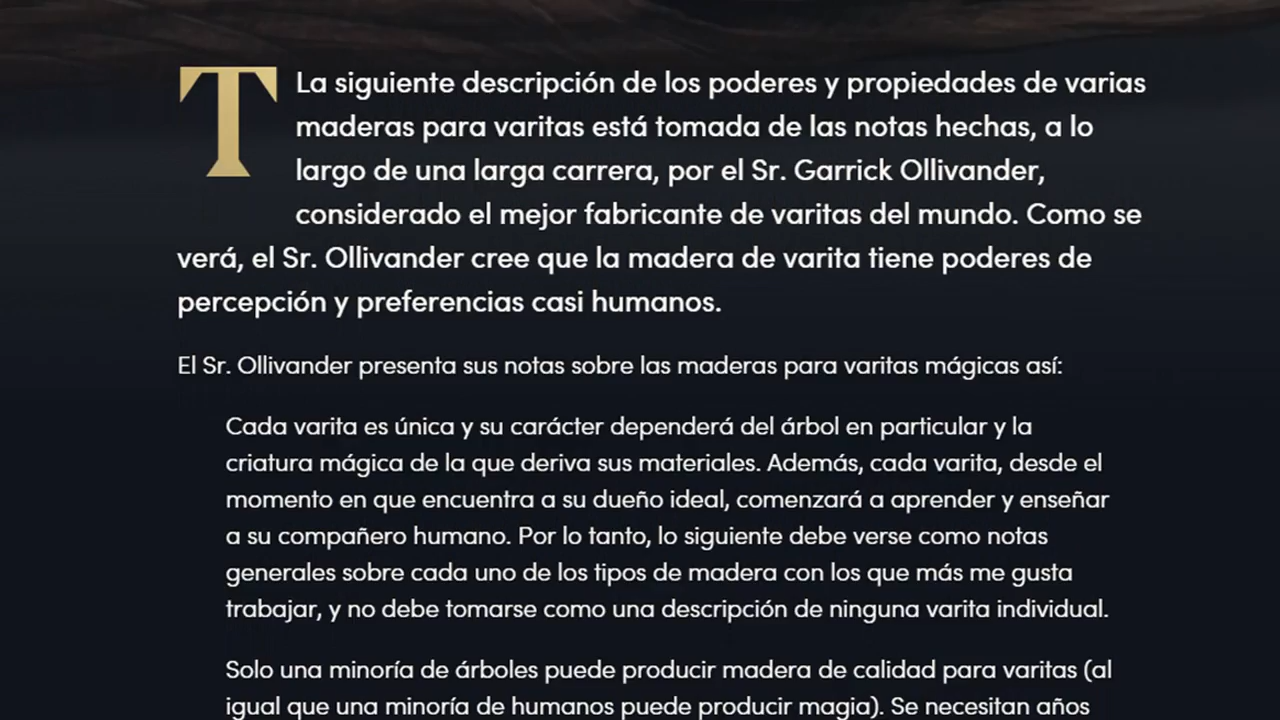 T La siguiente descripción de los poderes y propiedades de varias
maderas para varitas está tomada de las notas hechas, a lo
largo de una larga carrera, por el Sr. Garrick Ollivander,
considerado el mejor fabricante de varitas del mundo. Como se
verá, el Sr. Ollivander cree que la madera de varita tiene poderes de
percepción y preferencias casi humanos.
El Sr. Ollivander presenta sus notas sobre las maderas para varitas mágicas así:
Cada varita es única y su carácter dependerá del árbol en particular y la
criatura mágica de la que deriva sus materiales. Además, cada varita, desde el
momento en que encuentra a su dueño ideal, comenzará a aprender y enseñar
a su compañero humano. Por lo tanto, lo siguiente debe verse como notas
generales sobre cada uno de los tipos de madera con los que más me gusta
trabajar, y no debe tomarse como una descripción de ninguna varita individual.
Solo una minoría de árboles puede producir madera de calidad para varitas (al
igual que una minoría de humanos puede producir magia). Se necesitan años